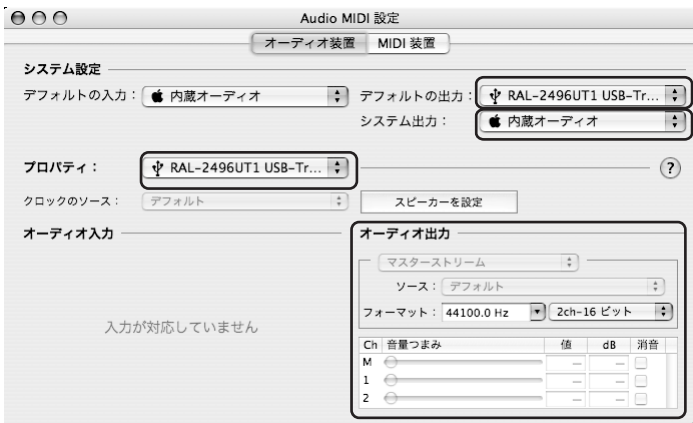 Audio MIDI 設定
オーディオ装置 MIDI 装置
システム設定
デフォルトの入力： 内蔵オーディオ
デフォルトの出力： RAL-2496UT1 USB-Tr...
システム出力： 内蔵オーディオ
プロパティ： RAL-2496UT1 USB-Tr... ?
クロックのソース： デフォルト スピーカーを設定
オーディオ入力
入力が対応していません
オーディオ出力
マスターストリーム
ソース： デフォルト
フォーマット： 44100.0 Hz 2ch-16 ビット
Ch 音量つまみ 値 dB 消音
M — —
1 — —
2 — —